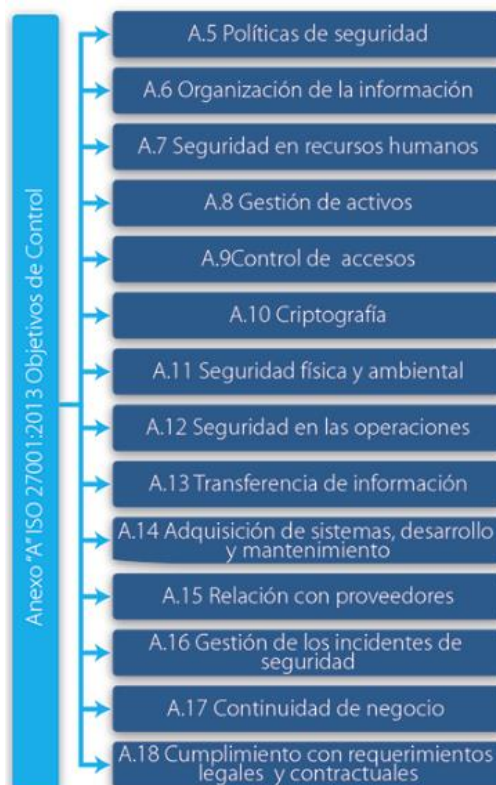 Anexo "A" ISO 27001:2013 Objetivos de Control
A.5 Políticas de seguridad
A.6 Organización de la información
A.7 Seguridad en recursos humanos
A.8 Gestión de activos
A.9Control de accesos
A.10 Criptografía
A.11 Seguridad física y ambiental
A.12 Seguridad en las operaciones
A.13 Transferencia de información
A.14 Adquisición de sistemas, desarrollo
y mantenimiento
A.15 Relación con proveedores
A.16 Gestión de los incidentes de
seguridad
A.17 Continuidad de negocio
A.18 Cumplimiento con requerimientos
legales y contractuales